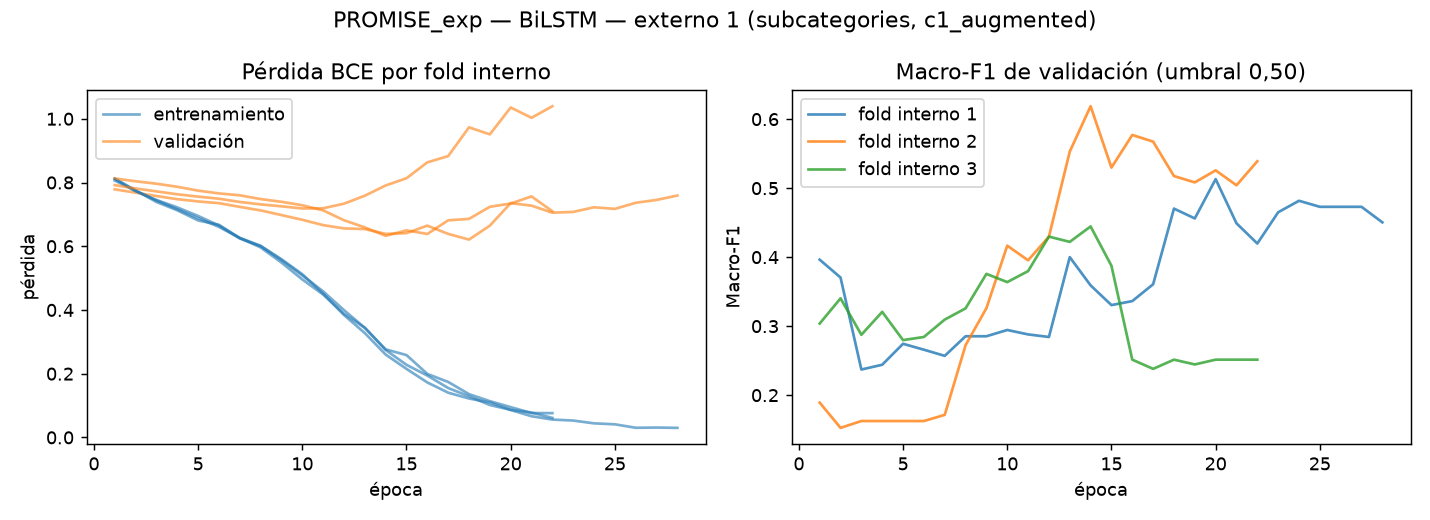 PROMISE_exp — BiLSTM — externo 1 (subcategories, c1_augmented)
Pérdida BCE por fold interno
pérdida
1.0
0.8
0.6
0.4
0.2
0.0
entrenamiento
validación
0 5 10 15 20 25
época
Macro-F1 de validación (umbral 0,50)
Macro-F1
0.6
0.5
0.4
0.3
0.2
fold interno 1
fold interno 2
fold interno 3
0 5 10 15 20 25
época